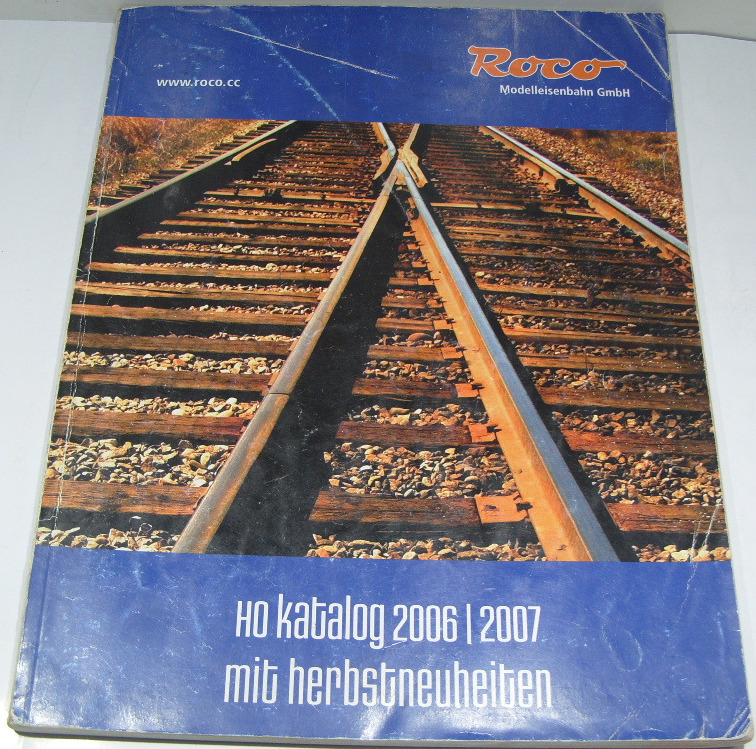 www.roco.cc
Roco
Modelleisenbahn GmbH
HO katalog 2006 | 2007
mit herbstneuheiten